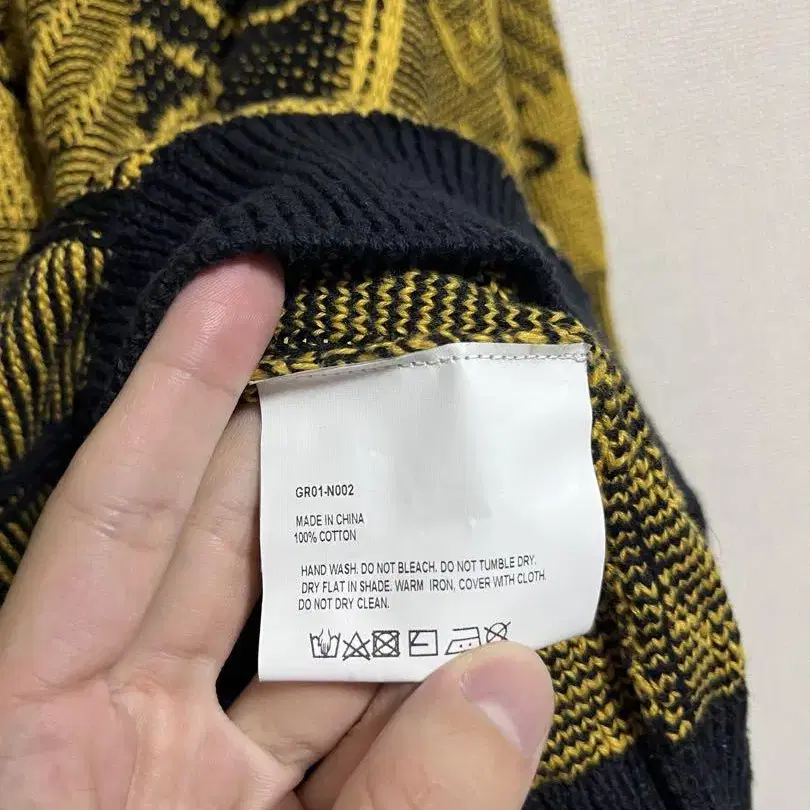 GR01-N002
MADE IN CHINA
100% COTTON
HAND WASH. DO NOT BLEACH. DO NOT TUMBLE DRY.
DRY FLAT IN SHADE. WARM IRON, COVER WITH CLOTH.
DO NOT DRY CLEAN.